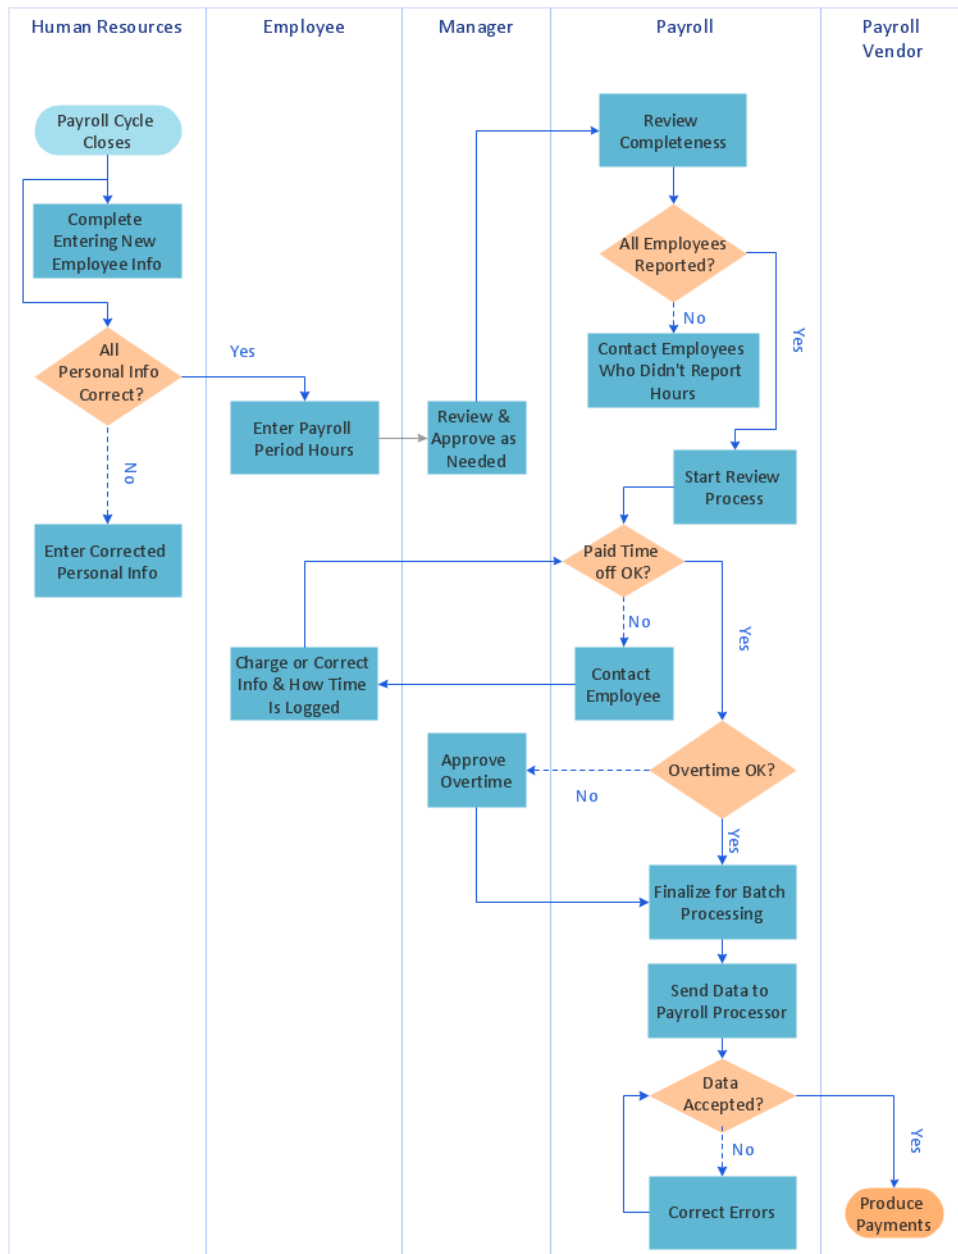 Human Resources
Employee
Manager
Payroll
Payroll
Vendor
Payroll Cycle
Closes
Review
Completeness
Complete
Entering New
Employee Info
All Employees
Reported?
No
Yes
All
Personal Info
Correct?
Yes
Contact Employees
Who Didn't Report
Hours
Enter Payroll
Period Hours
Review &
Approve as
Needed
No
Start Review
Process
Enter Corrected
Personal Info
Paid Time
off OK?
No
Yes
Charge or Correct
Info & How Time
Is Logged
Contact
Employee
Approve
Overtime
Overtime OK?
No
Yes
Finalize for Batch
Processing
Send Data to
Payroll Processor
Data
Accepted?
Yes
No
Correct Errors
Produce
Payments